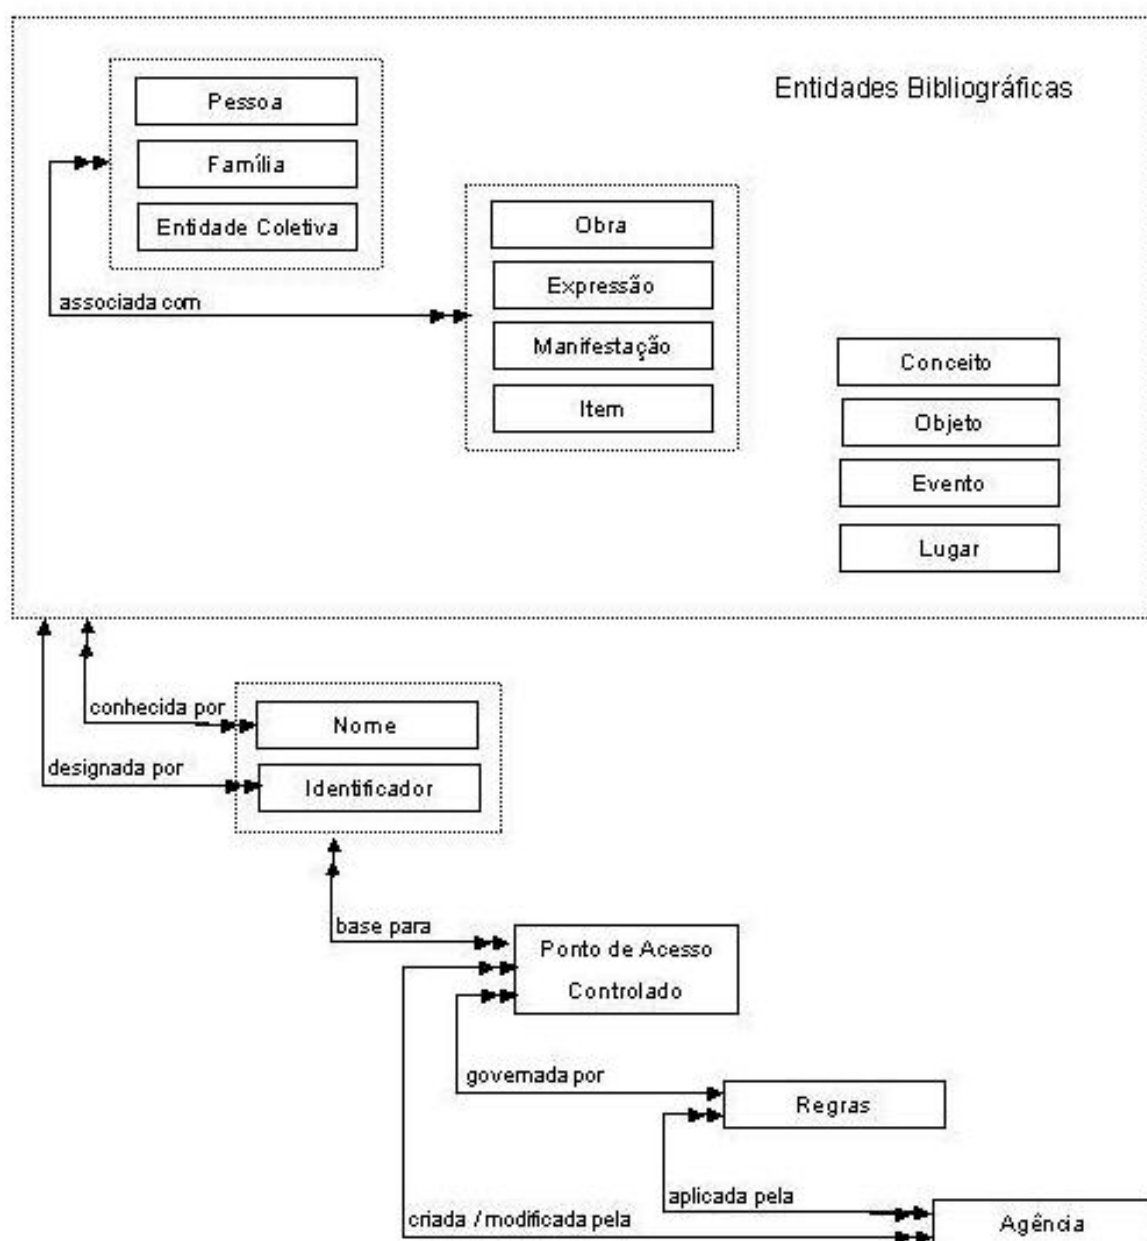 Entidades Bibliográficas
Pessoa
Família
Entidade Coletiva
associada com
Obra
Expressão
Manifestação
Item
Conceito
Objeto
Evento
Lugar
conhecida por
Nome
designada por
Identificador
base para
Ponto de Acesso
Controlado
governada por
Regras
aplicada pela
criada / modificada pela
Agência